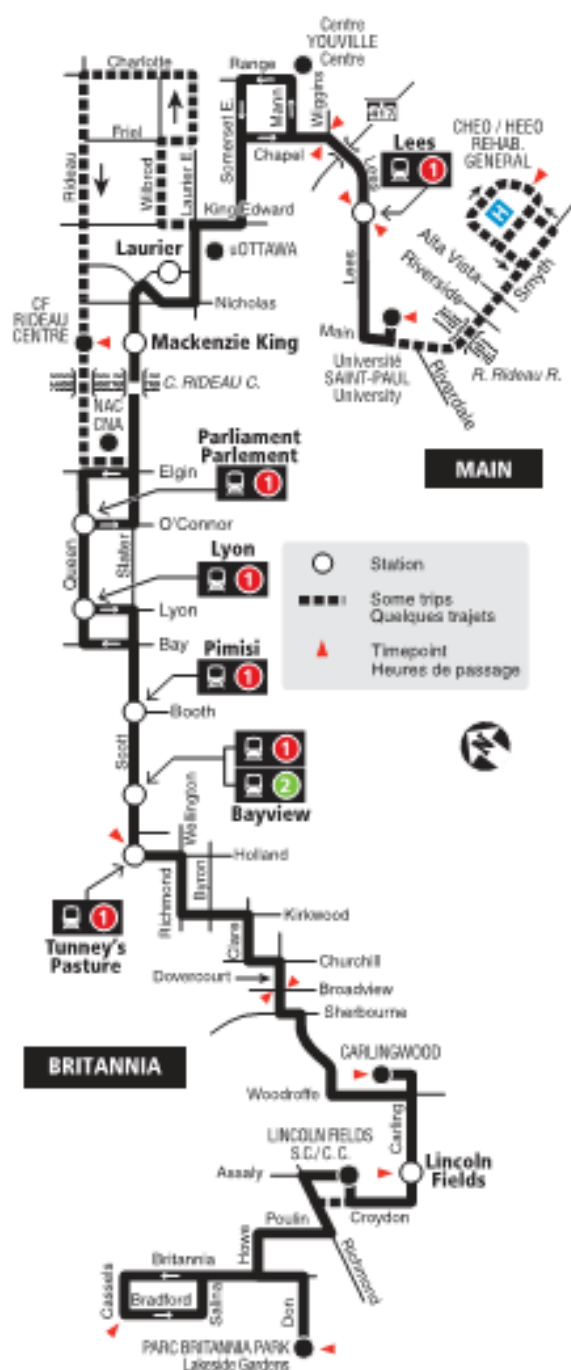 Centre
YOUVILLE
Centre
Charlotte
Range
Friel
Mann
Wiggins
417
Rideau
Wilbrod
Laurier E.
Somerset E.
Chapel
Lees
Lees
1
CHEO / HEEO
REHAB.
GENERAL
H
King Edward
Laurier
uOTTAWA
Lees
Alta Vista
Riverside
Smyth
Nicholas
CF
RIDEAU
CENTRE
Mackenzie King
Main
Université
SAINT-PAUL
University
Riverdale
R. Rideau R.
C. RIDEAU C.
NAC
CNA
Parliament
Parlement
1
MAIN
Elgin
O'Connor
Queen
Slater
Lyon
1
Station
Some trips
Quelques trajets
Timepoint
Heures de passage
Lyon
Bay
Pimisi
1
Booth
Scott
1
2
Bayview
N
Wellington
Holland
Richmond
Byron
1
Tunney's
Pasture
Kirkwood
Clare
Churchill
Dovercourt
Broadview
Sherbourne
BRITANNIA
CARLINGWOOD
Woodroffe
Carling
LINCOLN FIELDS
S.C./ C.C.
Lincoln
Fields
Assaly
Croydon
Poulin
Richmond
Howe
Britannia
Cassels
Bradford
Salina
Don
PARC BRITANNIA PARK
Lakeside Gardens